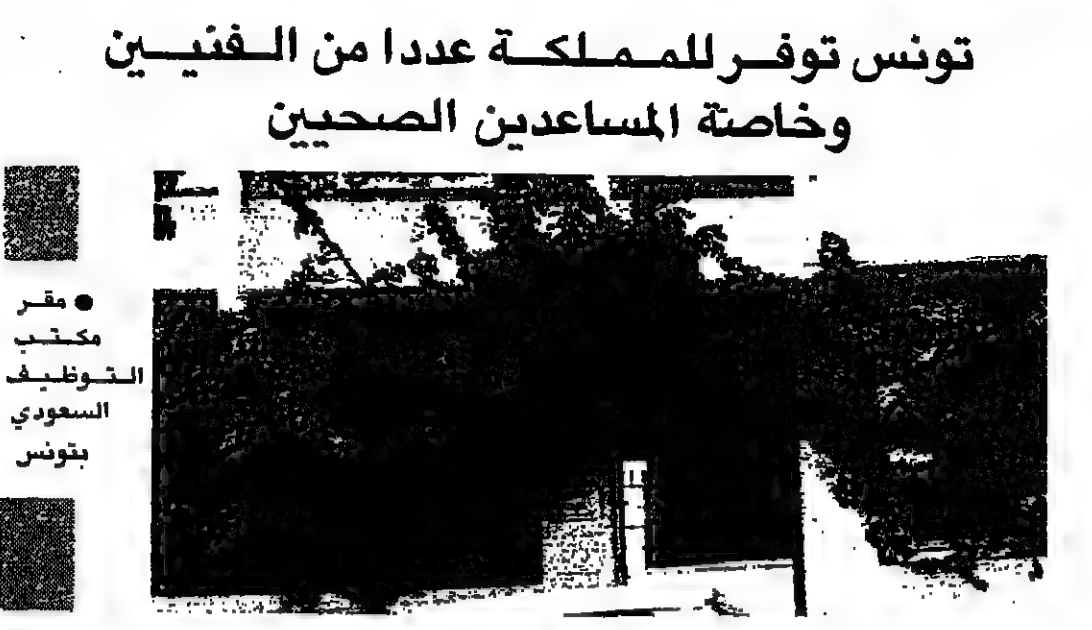 تونس توفر للمملكة عددا من الفنيين
وخاصة المساعدين الصحيين
● مقر
مكتب
التوظيف
السعودي
بتونس